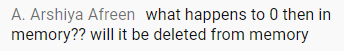 A. Arshiya Afreen what happens to 0 then in
memory?? will it be deleted from memory